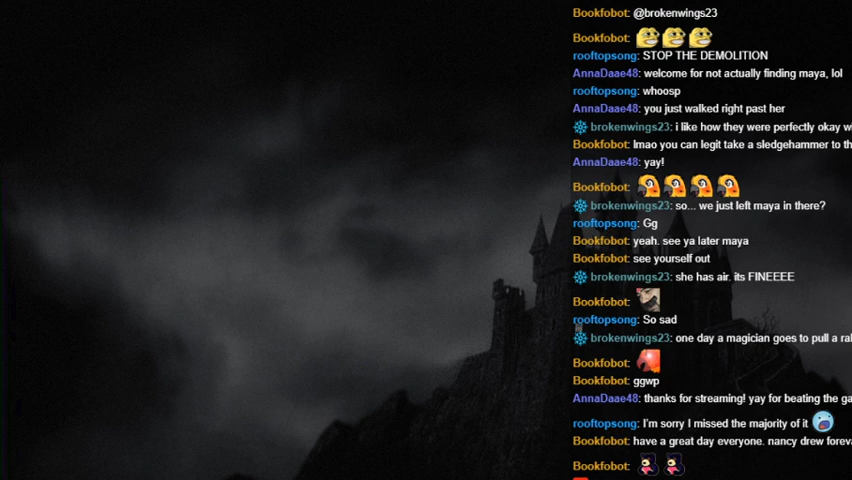 Bookfobot: @brokenwings23
Bookfobot:
rooftopsong: STOP THE DEMOLITION
AnnaDaae48: welcome for not actually finding maya, lol
rooftopsong: whoosp
AnnaDaae48: you just walked right past her
brokenwings23: i like how they were perfectly okay wi
Bookfobot: lmao you can legit take a sledgehammer to th
AnnaDaae48: yay!
Bookfobot:
brokenwings23: so... we just left maya in there?
rooftopsong: Gg
Bookfobot: yeah. see ya later maya
Bookfobot: see yourself out
brokenwings23: she has air. its FINEEEE
Bookfobot:
rooftopsong: So sad
brokenwings23: one day a magician goes to pull a ra
Bookfobot:
Bookfobot: ggwp
AnnaDaae48: thanks for streaming! yay for beating the ga
rooftopsong: I'm sorry I missed the majority of it
Bookfobot: have a great day everyone. nancy drew foreva
Bookfobot: